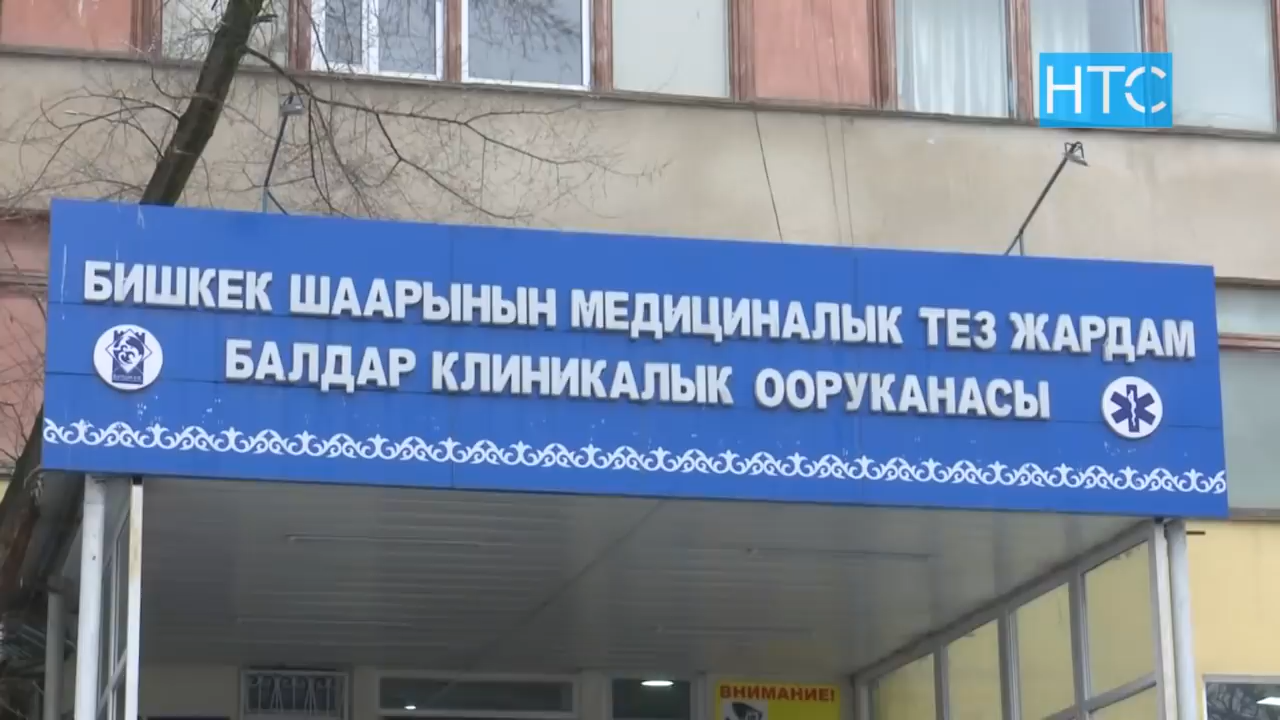 НТС
БИШКЕК ШААРЫНЫН МЕДИЦИНАЛЫК ТЕЗ ЖАРДАМ
БАЛДАР КЛИНИКАЛЫК ООРУКАНАСЫ
ВНИМАНИЕ!